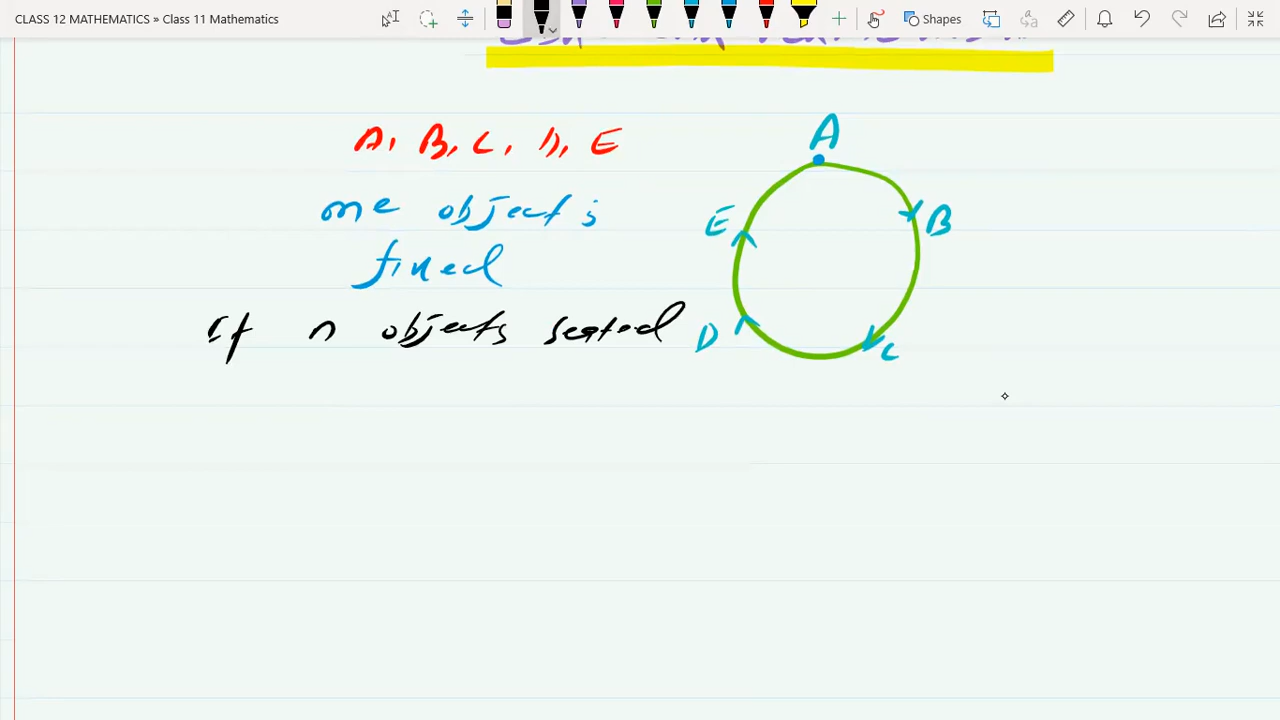 CLASS 12 MATHEMATICS » Class 11 Mathematics
Shapes
A, B, C, D, E
one object is
fixed
If n objects seated
A
B
C
D
E